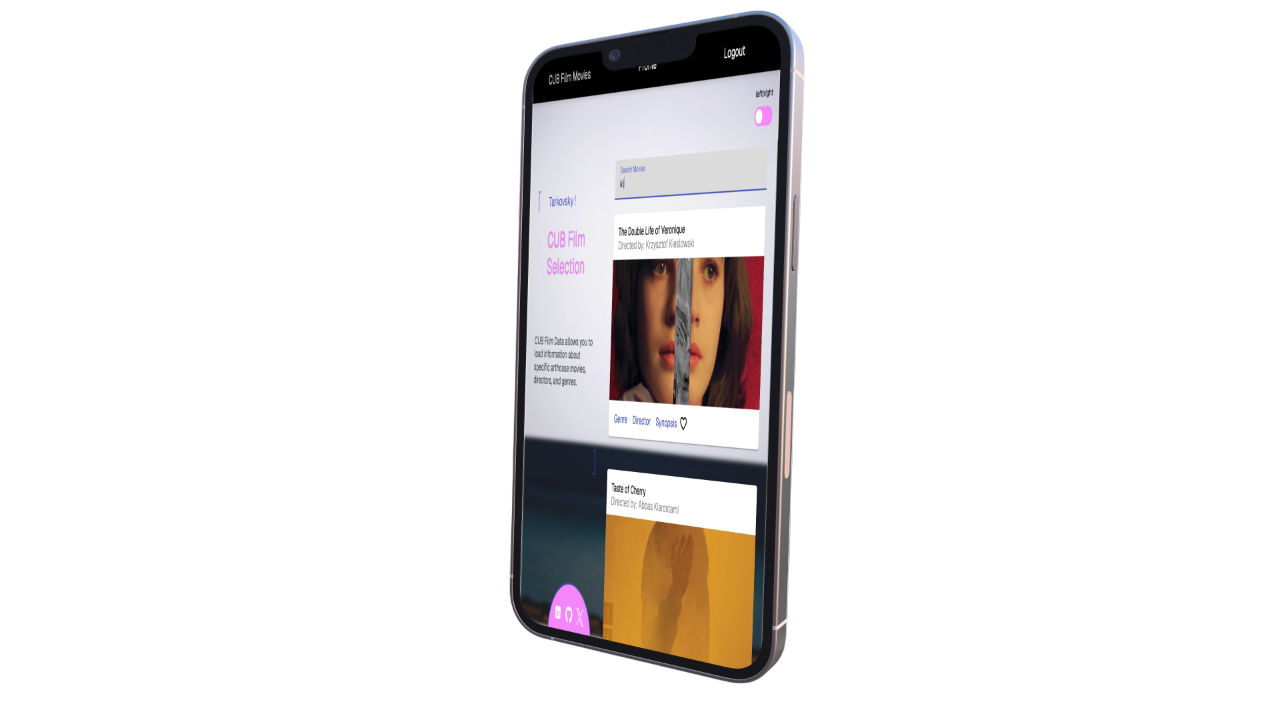 CUB Film Movies
Profile
Logout
left|right
Search Movies
ki
Tarkovsky!
CUB Film
Selection
The Double Life of Veronique
Directed by: Krzysztof Kieslowski
CUB Film Data allows you to
load information about
specific arthouse movies,
directors, and genres.
Genre Director Synopsis
Taste of Cherry
Directed by: Abbas Kiarostami